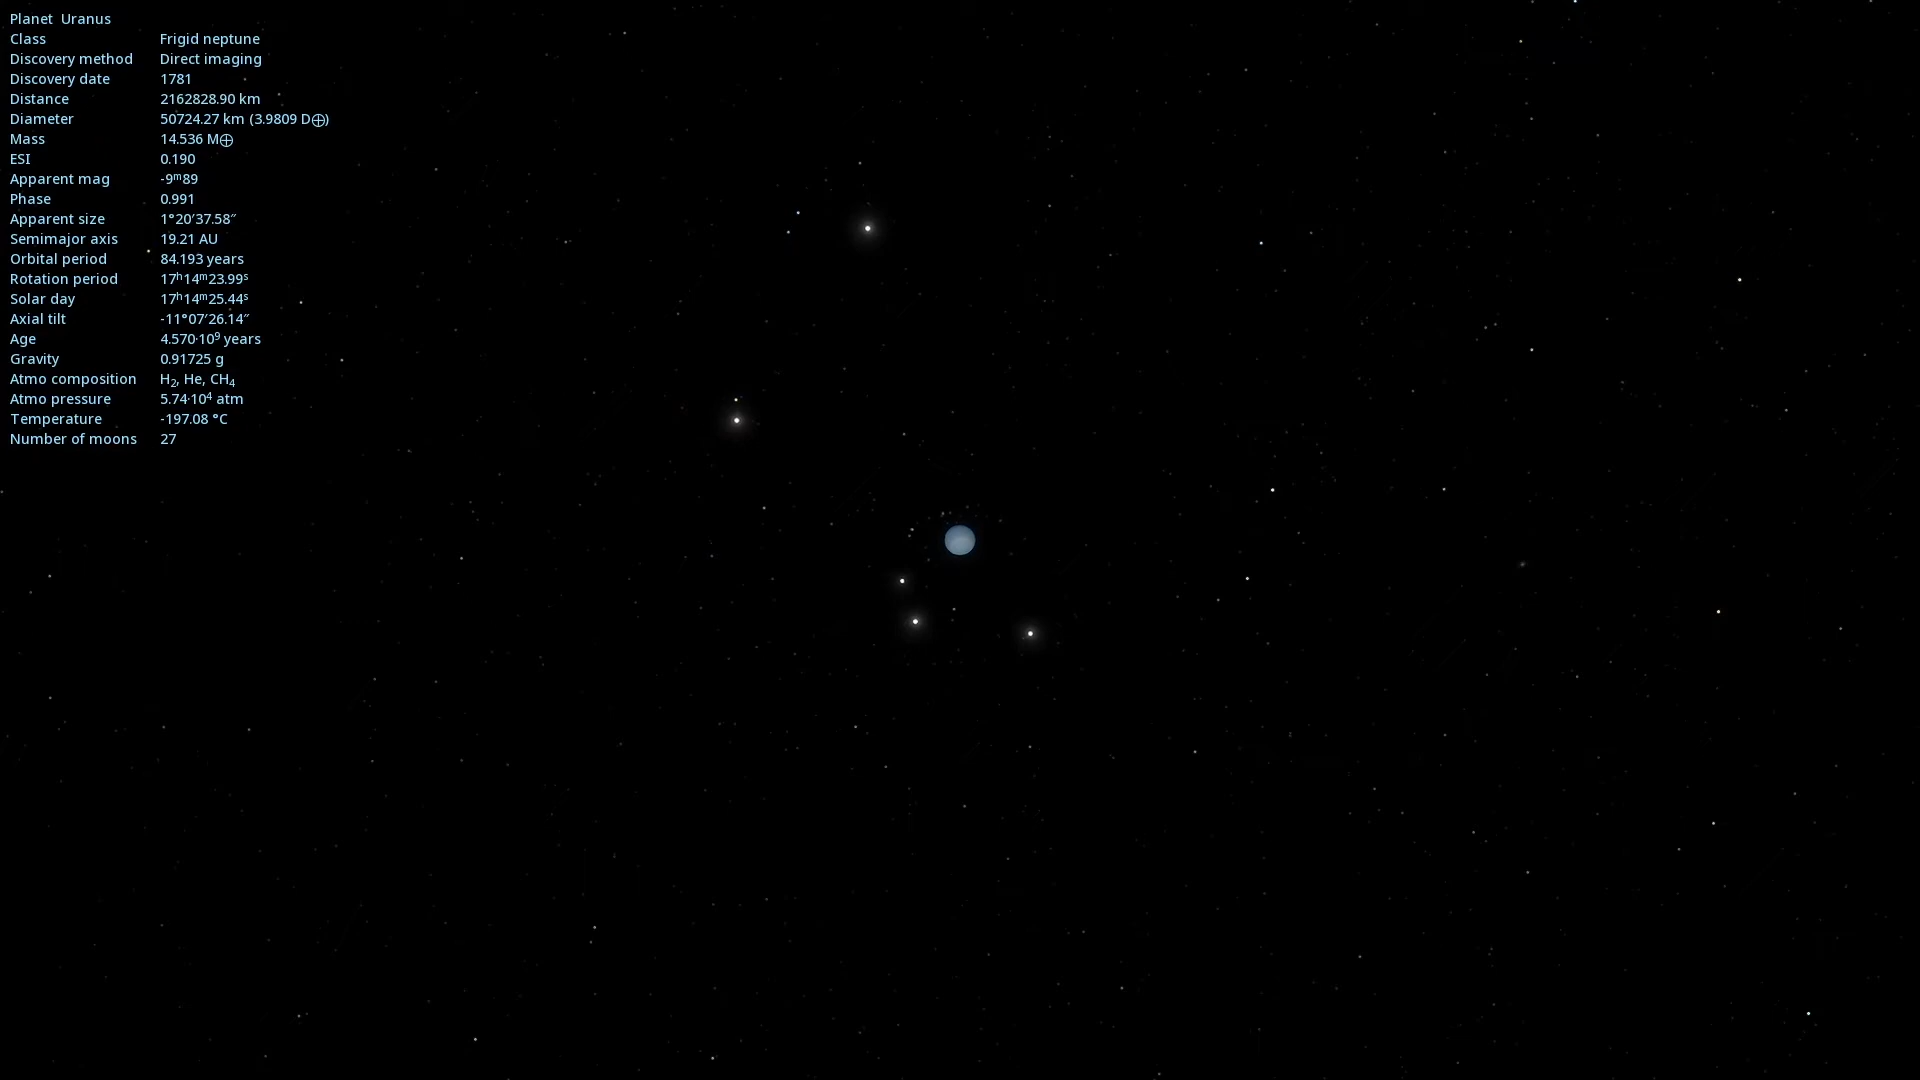 Planet Uranus
Class Frigid neptune
Discovery method Direct imaging
Discovery date 1781
Distance 2162828.90 km
Diameter 50724.27 km (3.9809 D⊕)
Mass 14.536 M⊕
ESI 0.190
Apparent mag -9ᵐ89
Phase 0.991
Apparent size 1°20′37.58″
Semimajor axis 19.21 AU
Orbital period 84.193 years
Rotation period 17ʰ14ᵐ23.99ˢ
Solar day 17ʰ14ᵐ25.44ˢ
Axial tilt -11°07′26.14″
Age 4.570·10⁹ years
Gravity 0.91725 g
Atmo composition H₂, He, CH₄
Atmo pressure 5.74·10⁴ atm
Temperature -197.08 °C
Number of moons 27